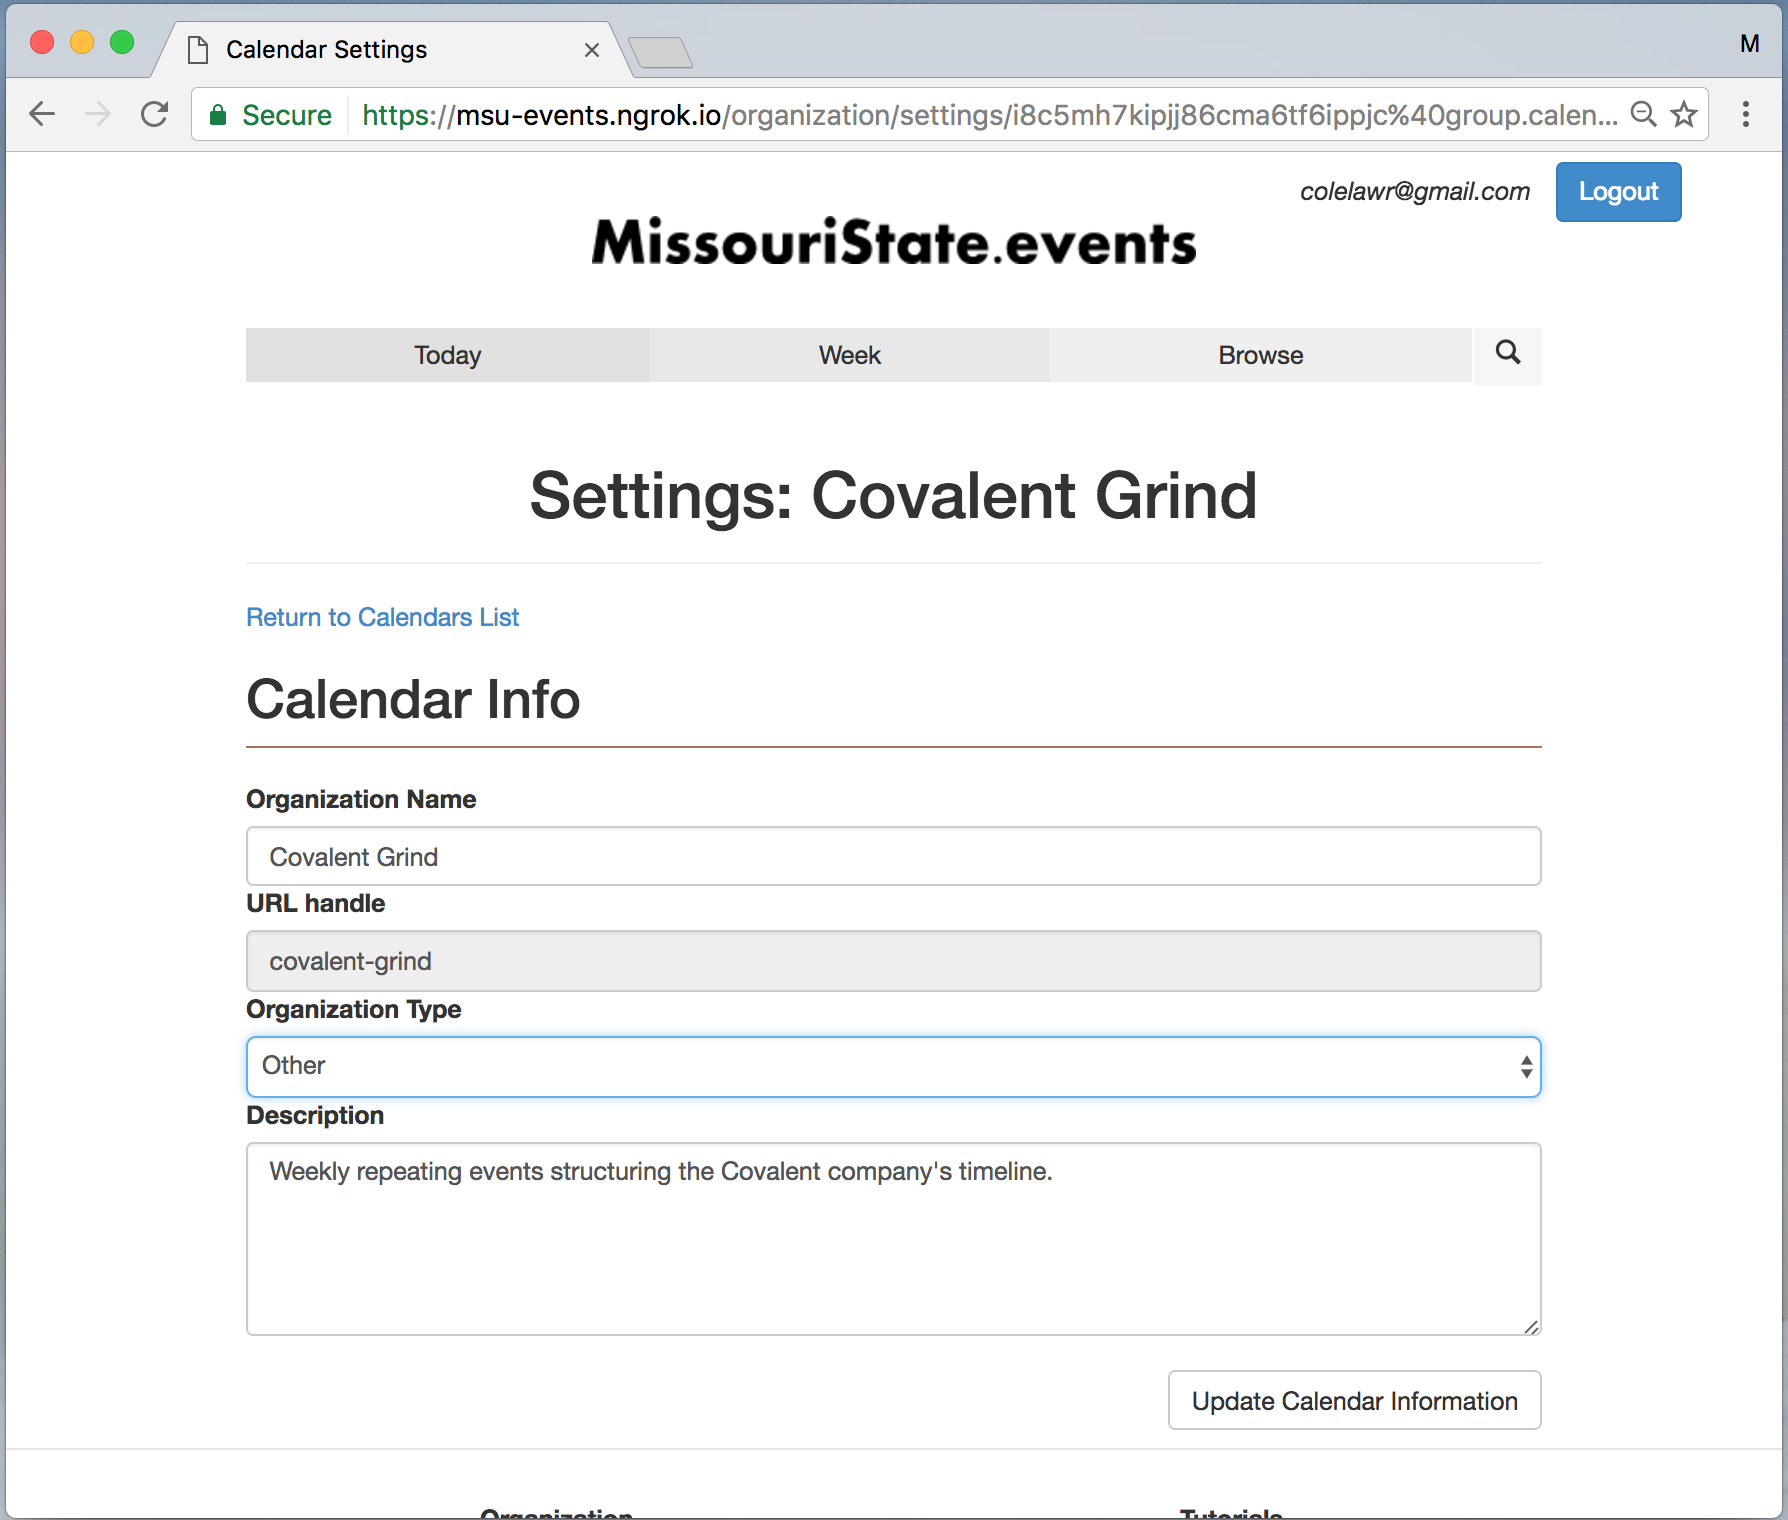 Calendar Settings
M
Secure https://msu-events.ngrok.io/organization/settings/i8c5mh7kipjj86cma6tf6ippjc%40group.calen...
colelawr@gmail.com Logout
MissouriState.events
Today Week Browse
Settings: Covalent Grind
Return to Calendars List
Calendar Info
Organization Name
Covalent Grind
URL handle
covalent-grind
Organization Type
Other
Description
Weekly repeating events structuring the Covalent company's timeline.
Update Calendar Information
Organization Tutorials